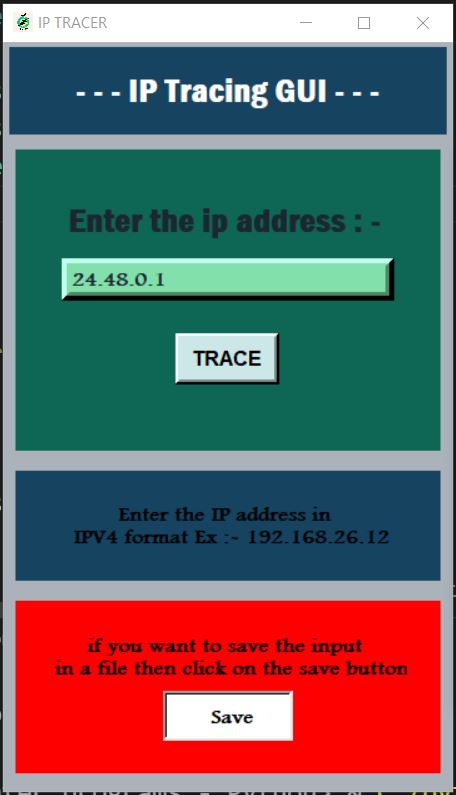 IP TRACER
- - - IP Tracing GUI - - -
Enter the ip address : -
24.48.0.1
TRACE
Enter the IP address in
IPV4 format Ex :- 192.168.26.12
if you want to save the input
in a file then click on the save button
Save